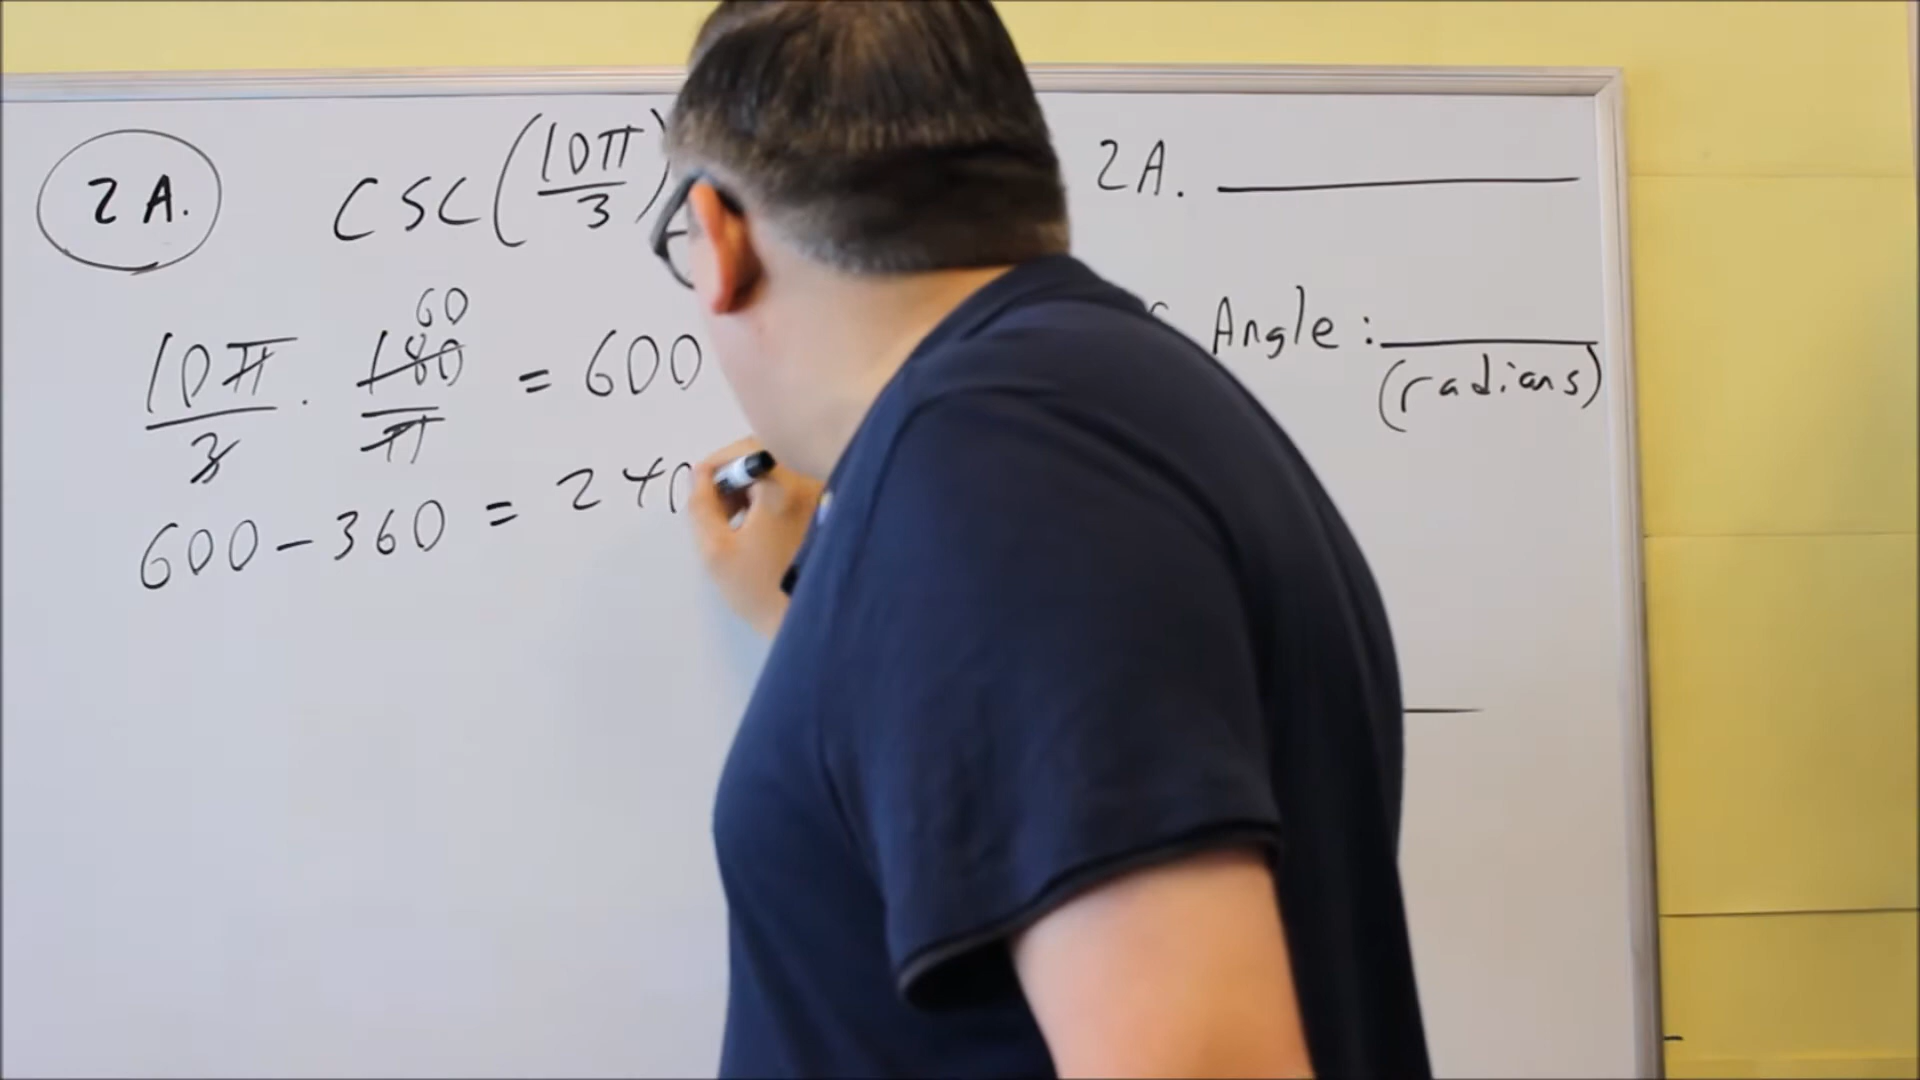 2A. CSC(10π/3)
60
10π/3 · 180/π = 600
600 - 360 = 240
2A.
Angle:
(radians)